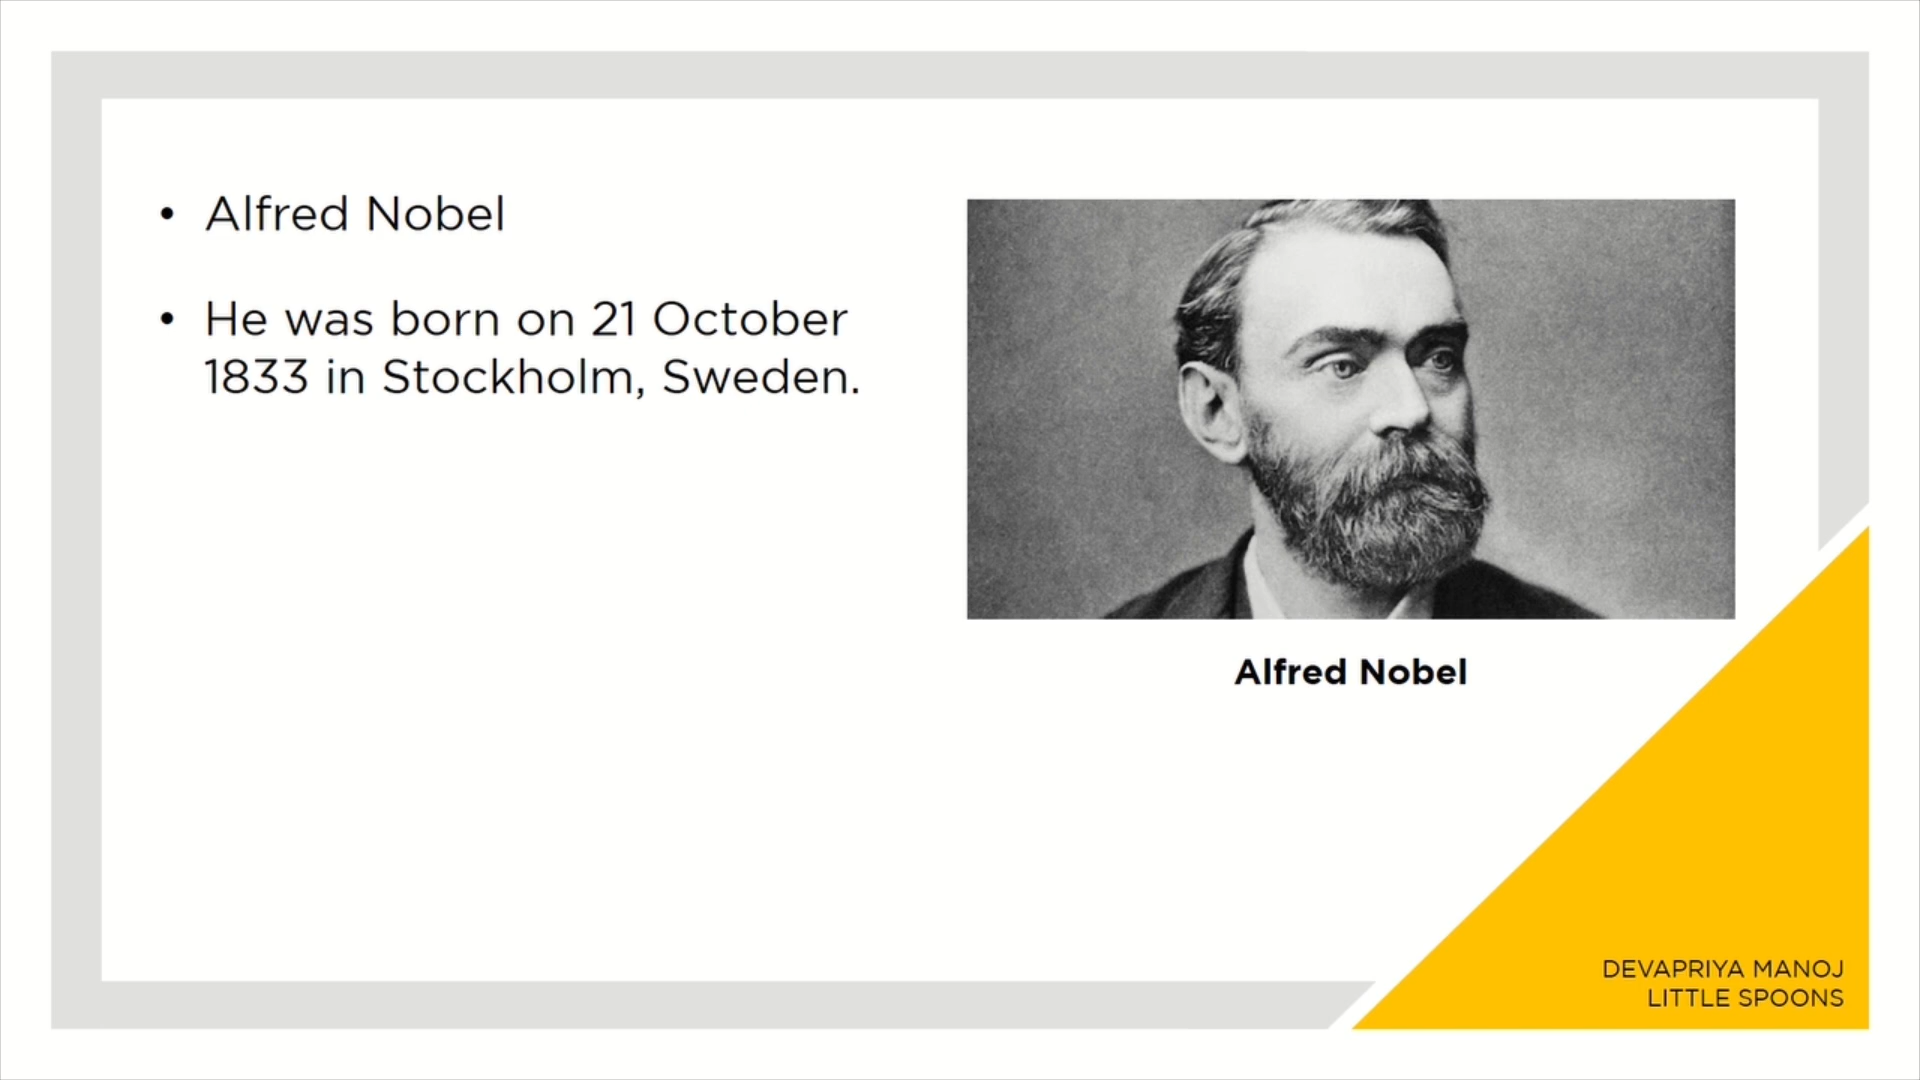 • Alfred Nobel
• He was born on 21 October
1833 in Stockholm, Sweden.
Alfred Nobel
DEVAPRIYA MANOJ
LITTLE SPOONS